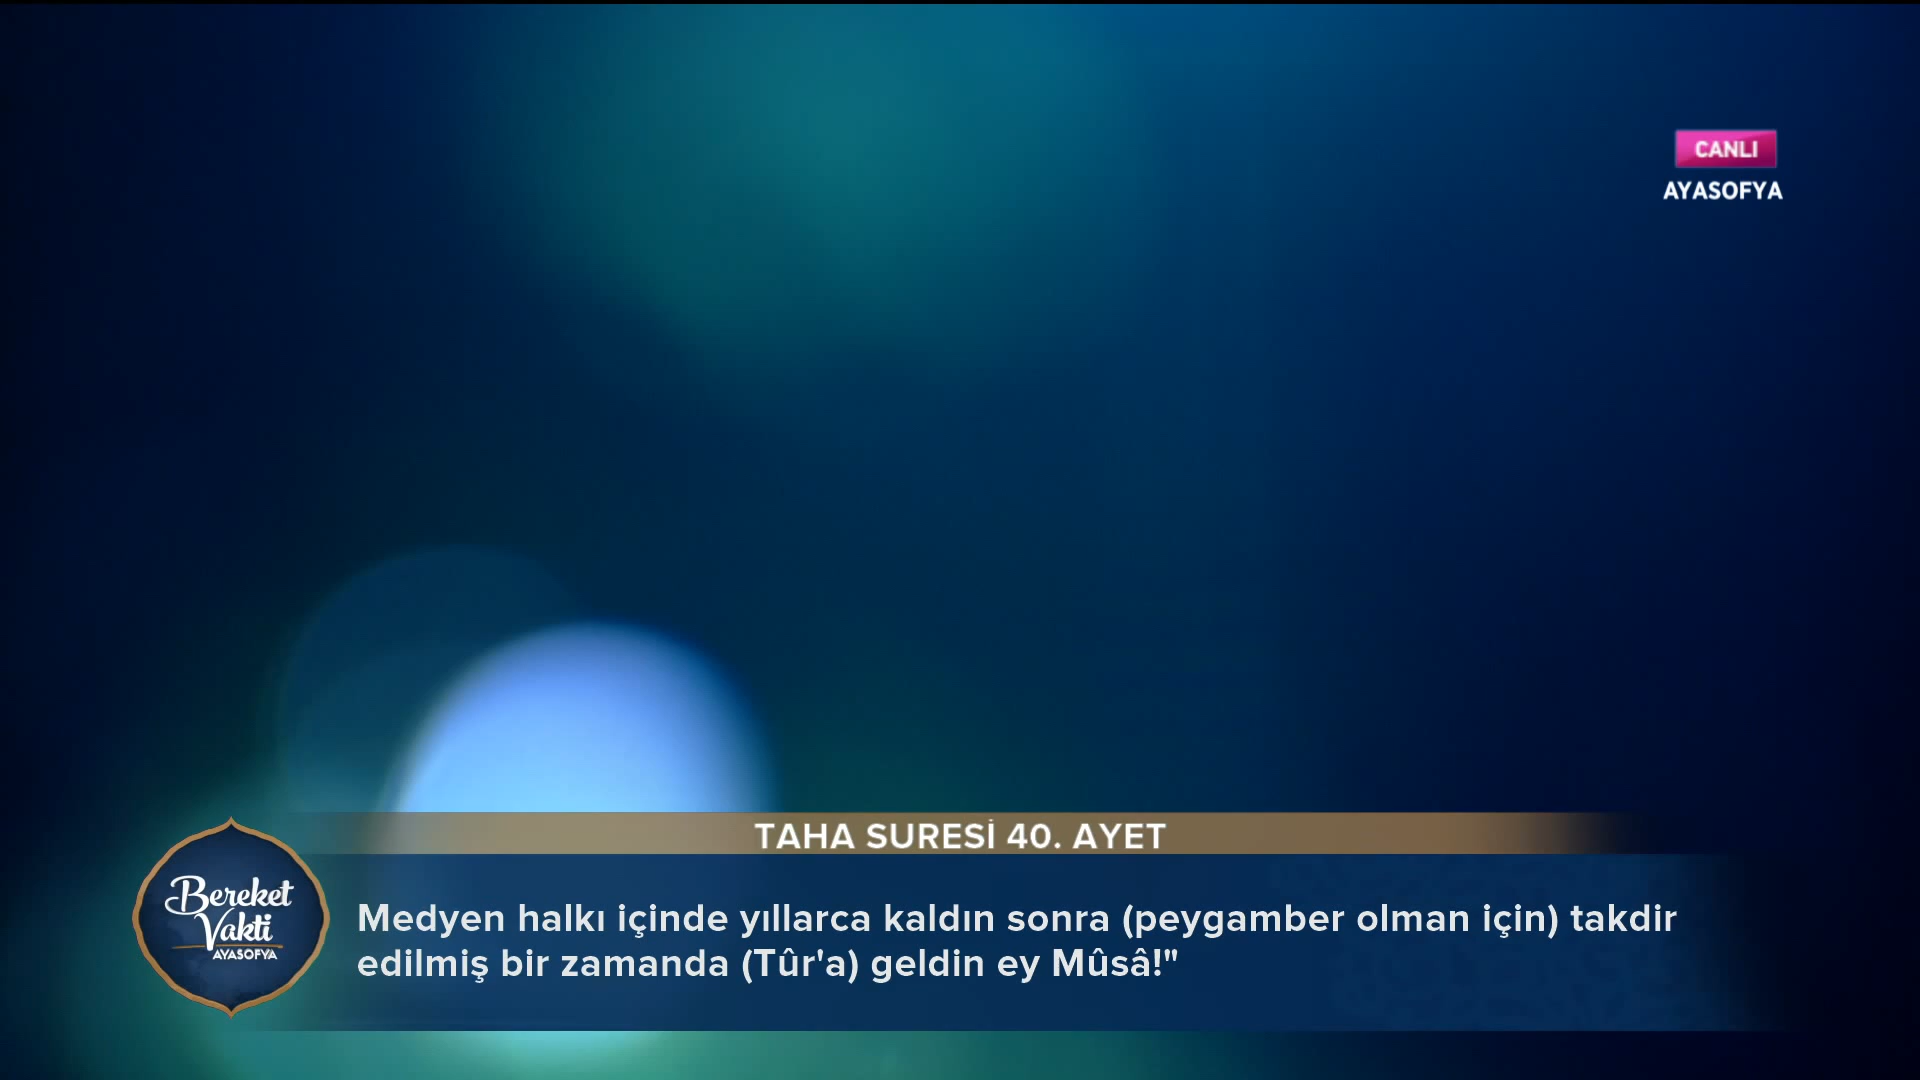 CANLI
AYASOFYA
TAHA SURESİ 40. AYET
Bereket
Vakti
AYASOFYA
Medyen halkı içinde yıllarca kaldın sonra (peygamber olman için) takdir
edilmiş bir zamanda (Tûr'a) geldin ey Mûsâ!"